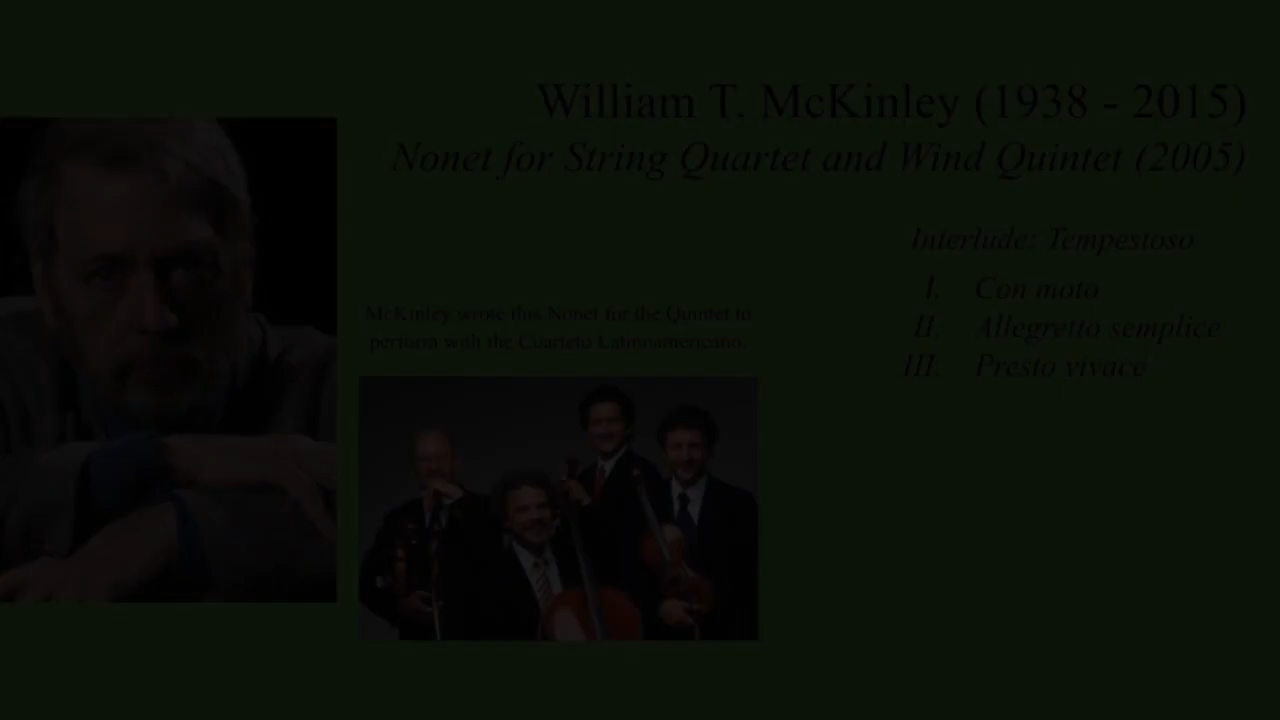 William T. McKinley (1938 - 2015)
Nonet for String Quartet and Wind Quintet (2005)
Interlude: Tempestoso
I. Con moto
II. Allegretto semplice
III. Presto vivace
McKinley wrote this Nonet for the Quintet to
perform with the Cuarteto Latinoamericano.